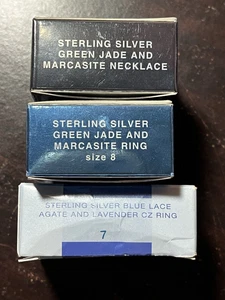 STERLING SILVER
GREEN JADE AND
MARCASITE NECKLACE
STERLING SILVER
GREEN JADE AND
MARCASITE RING
size 8
STERLING SILVER BLUE LACE
AGATE AND LAVENDER CZ RING
7